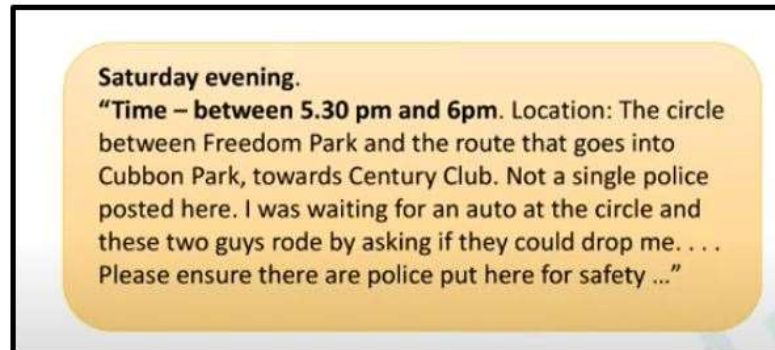 Saturday evening.
“Time – between 5.30 pm and 6pm. Location: The circle
between Freedom Park and the route that goes into
Cubbon Park, towards Century Club. Not a single police
posted here. I was waiting for an auto at the circle and
these two guys rode by asking if they could drop me. . . .
Please ensure there are police put here for safety ...”